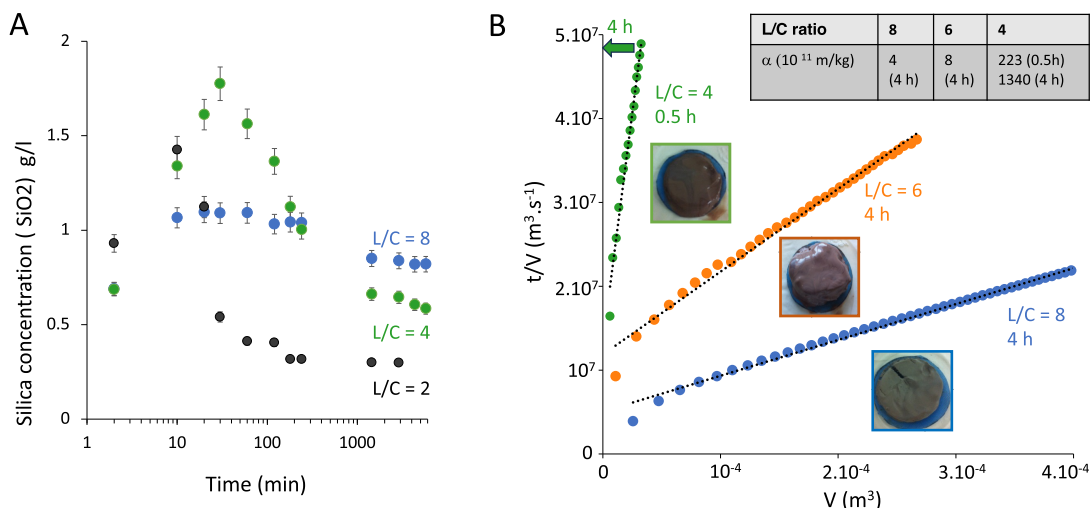 A
Silica concentration ( SiO2) g/l
2
1.5
1
0.5
0
1
10
100
1000
Time (min)
L/C = 8
L/C = 4
L/C = 2
B
t/V (m³.s⁻¹)
5.10⁷
4.10⁷
3.10⁷
2.10⁷
10⁷
0
0
10⁻⁴
2.10⁻⁴
3.10⁻⁴
4.10⁻⁴
V (m³)
4 h
L/C = 4
0.5 h
L/C = 6
4 h
L/C = 8
4 h
L/C ratio 8 6 4
α (10 ¹¹ m/kg) 4 8 223 (0.5h)
(4 h) (4 h) 1340 (4h)